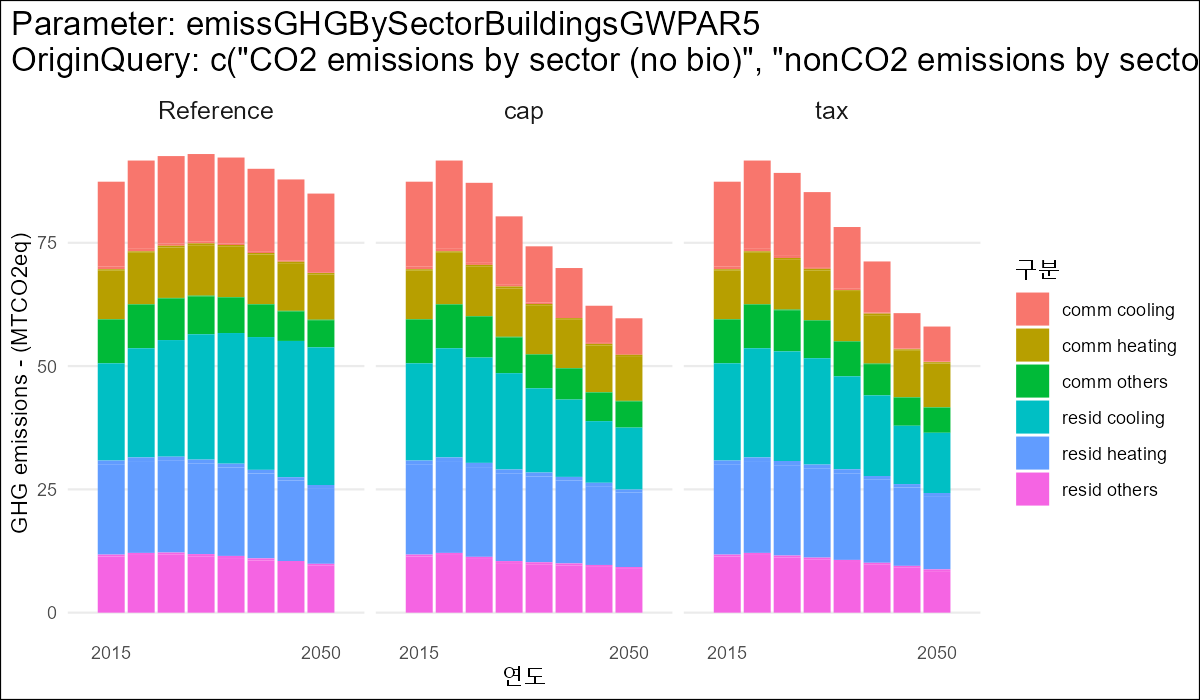 Parameter: emissGHGBySectorBuildingsGWPAR5
OriginQuery: c("CO2 emissions by sector (no bio)", "nonCO2 emissions by secto
Reference
cap
tax
GHG emissions - (MTCO2eq)
75
50
25
0
2015
2050
2015
2050
2015
2050
연도
구분
comm cooling
comm heating
comm others
resid cooling
resid heating
resid others